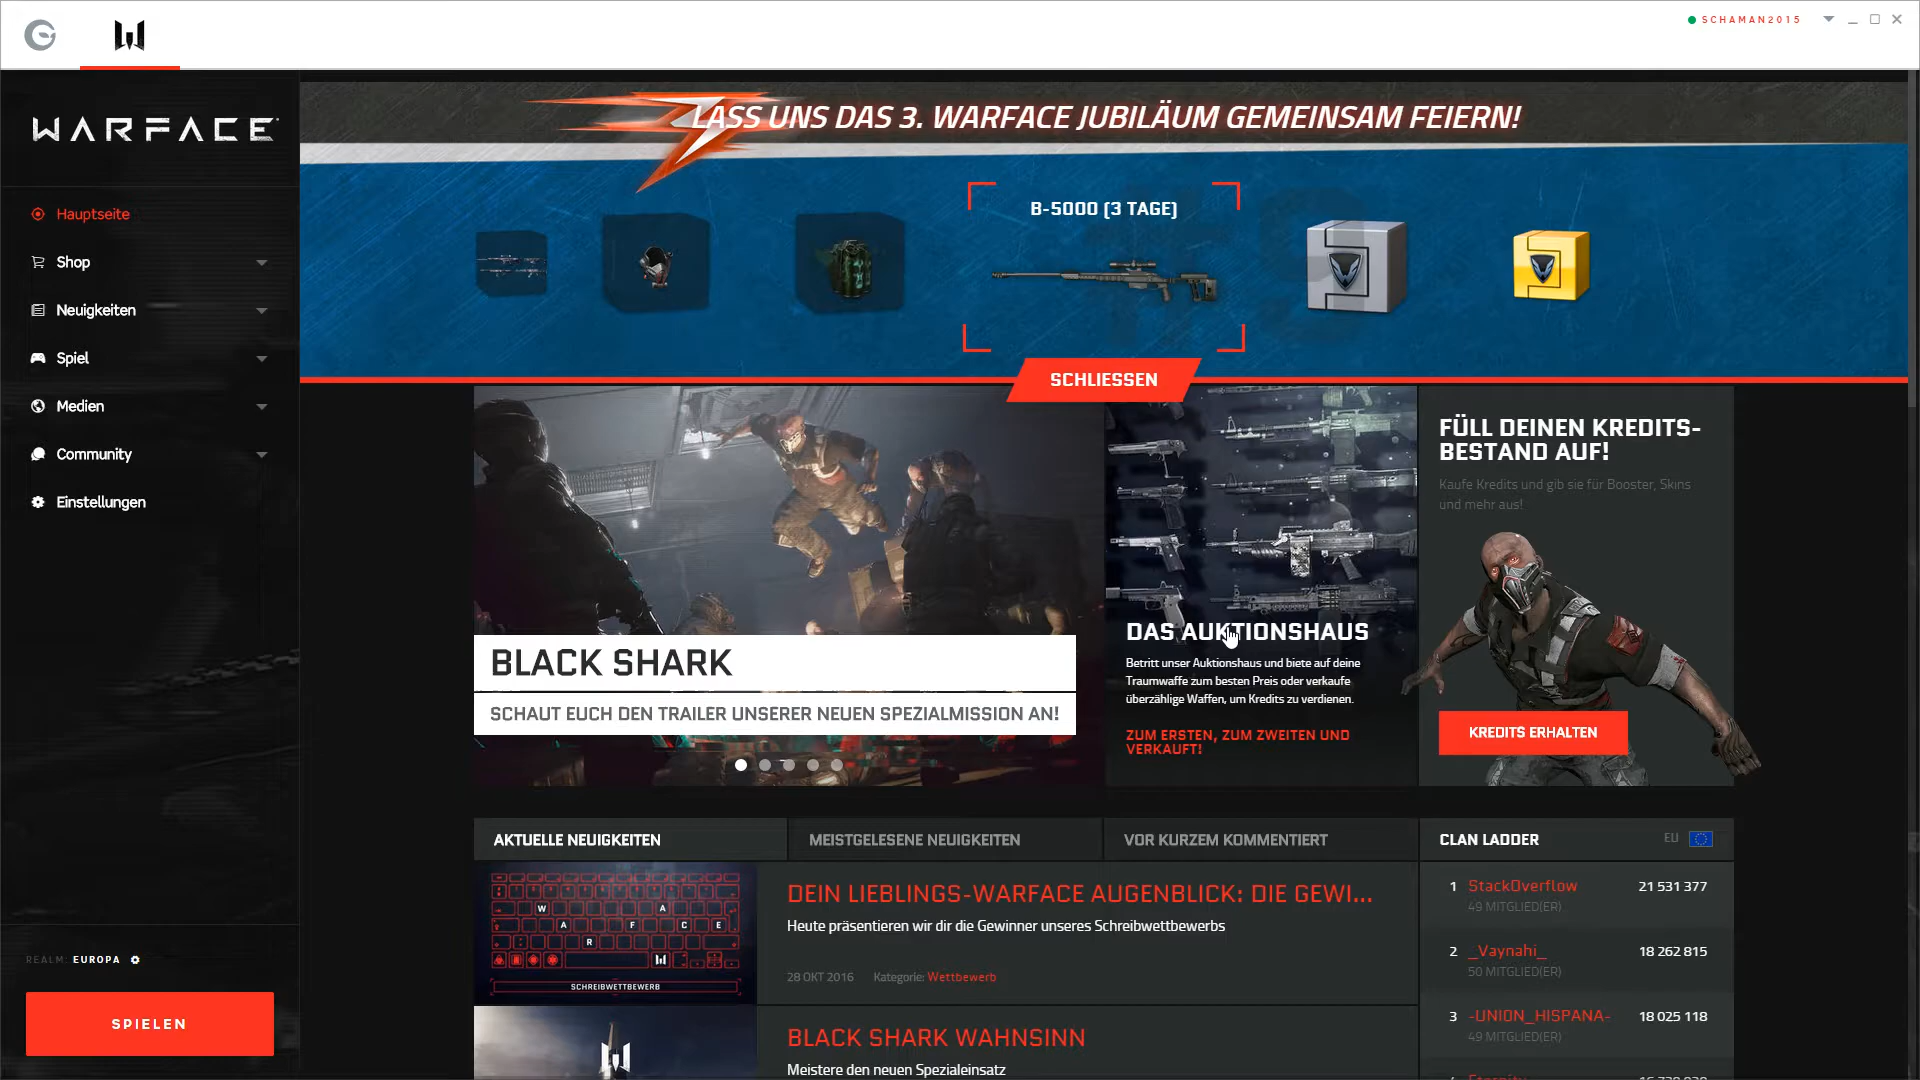 SCHAMAN2015
WARFACE
Hauptseite
Shop
Neuigkeiten
Spiel
Medien
Community
Einstellungen
REALM: EUROPA
SPIELEN
LASS UNS DAS 3. WARFACE JUBILÄUM GEMEINSAM FEIERN!
B-5000 (3 TAGE)
SCHLIESSEN
BLACK SHARK
SCHAUT EUCH DEN TRAILER UNSERER NEUEN SPEZIALMISSION AN!
DAS AUKTIONSHAUS
Betritt unser Auktionshaus und biete auf deine
Traumwaffe zum besten Preis oder verkaufe
überzählige Waffen, um Kredits zu verdienen.
ZUM ERSTEN, ZUM ZWEITEN UND
VERKAUFT!
FÜLL DEINEN KREDITS-
BESTAND AUF!
Kaufe Kredits und gib sie für Booster, Skins
und mehr aus!
KREDITS ERHALTEN
AKTUELLE NEUIGKEITEN
MEISTGELESENE NEUIGKEITEN
VOR KURZEM KOMMENTIERT
W A
A F C E
R
SCHREIBWETTBEWERB
DEIN LIEBLINGS-WARFACE AUGENBLICK: DIE GEWI...
Heute präsentieren wir dir die Gewinner unseres Schreibwettbewerbs
28 OKT 2016 Kategorie: Wettbewerb
BLACK SHARK WAHNSINN
Meistere den neuen Spezialeinsatz
CLAN LADDER EU
1 StackOverflow 21 531 377
49 MITGLIED(ER)
2 _Vaynahi_ 18 262 815
50 MITGLIED(ER)
3 -UNION_HISPANA- 18 025 118
49 MITGLIED(ER)